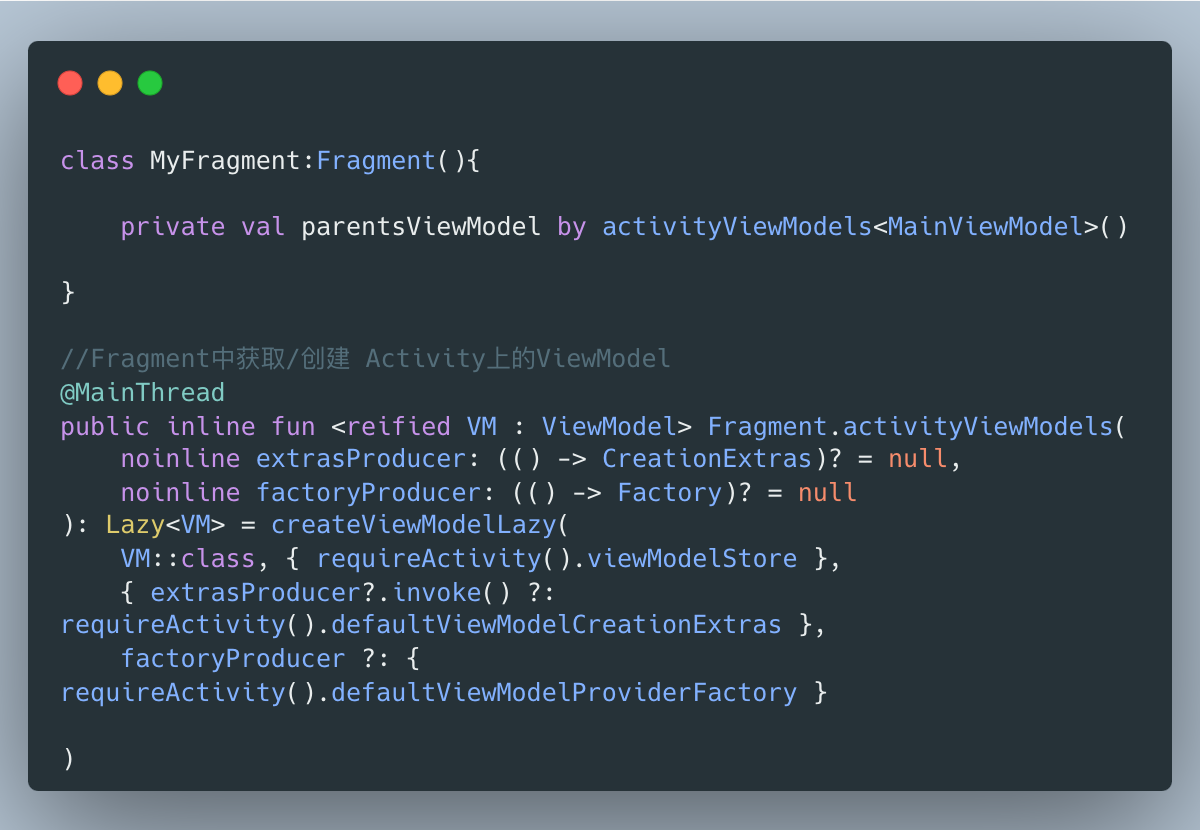 class MyFragment:Fragment(){
    private val parentsViewModel by activityViewModels<MainViewModel>()
}
//Fragment中获取/创建 Activity上的ViewModel
@MainThread
public inline fun <reified VM : ViewModel> Fragment.activityViewModels(
    noinline extrasProducer: (() -> CreationExtras)? = null,
    noinline factoryProducer: (() -> Factory)? = null
): Lazy<VM> = createViewModelLazy(
    VM::class, { requireActivity().viewModelStore },
    { extrasProducer?.invoke() ?:
requireActivity().defaultViewModelCreationExtras },
    factoryProducer ?: {
requireActivity().defaultViewModelProviderFactory }
)